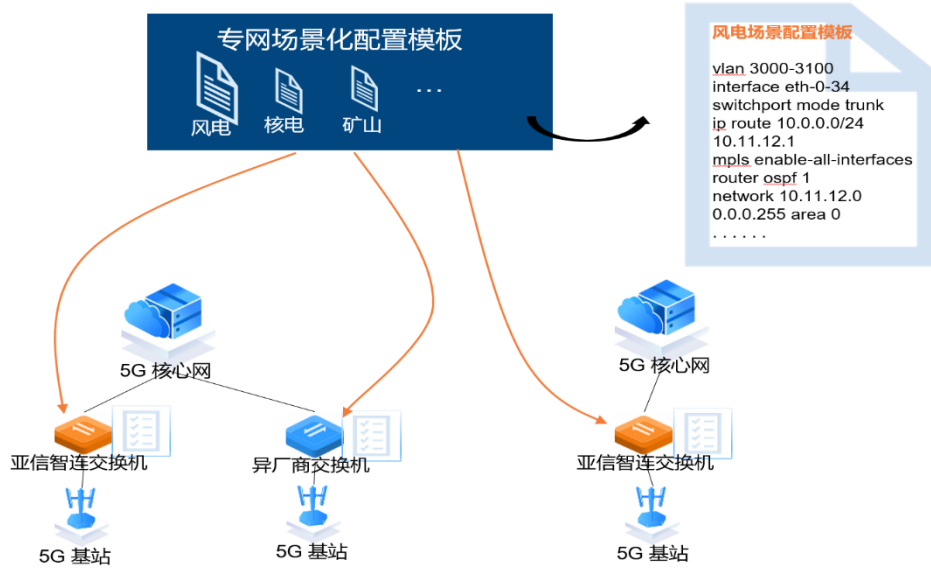 专网场景化配置模板
风电
核电
矿山
...
风电场景配置模板
vlan 3000-3100
interface eth-0-34
switchport mode trunk
ip route 10.0.0.0/24
10.11.12.1
mpls enable-all-interfaces
router ospf 1
network 10.11.12.0
0.0.0.255 area 0
. . . . . .
5G 核心网
5G 核心网
亚信智连交换机
异厂商交换机
亚信智连交换机
5G 基站
5G 基站
5G 基站